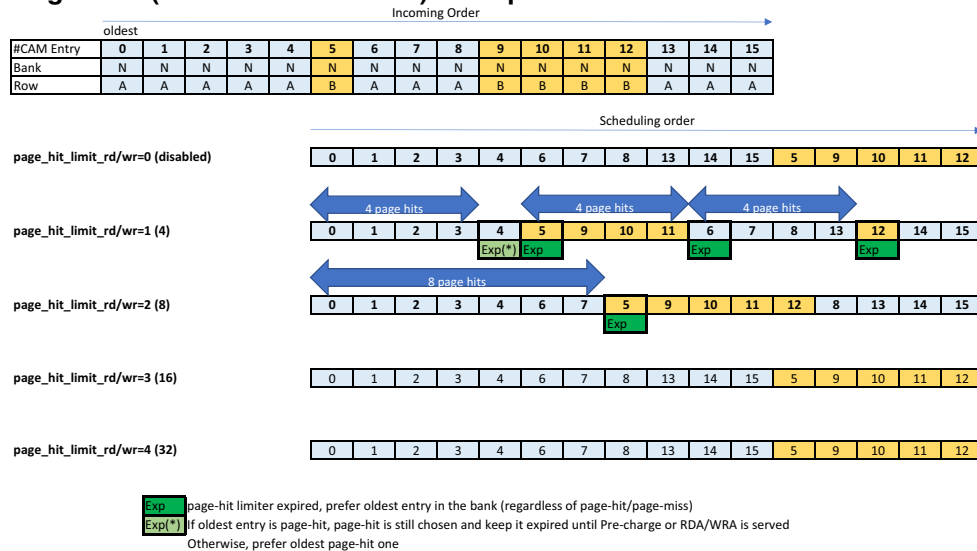 Incoming Order
oldest
#CAM Entry 0 1 2 3 4 5 6 7 8 9 10 11 12 13 14 15
Bank N N N N N N N N N N N N N N N N
Row A A A A A B A A A B B B B A A A
Scheduling order
page_hit_limit_rd/wr=0 (disabled) 0 1 2 3 4 6 7 8 13 14 15 5 9 10 11 12
4 page hits 4 page hits 4 page hits
page_hit_limit_rd/wr=1 (4) 0 1 2 3 4 5 9 10 11 6 7 8 13 12 14 15
Exp(*) Exp Exp Exp
8 page hits
page_hit_limit_rd/wr=2 (8) 0 1 2 3 4 6 7 5 9 10 11 12 8 13 14 15
Exp
page_hit_limit_rd/wr=3 (16) 0 1 2 3 4 6 7 8 13 14 15 5 9 10 11 12
page_hit_limit_rd/wr=4 (32) 0 1 2 3 4 6 7 8 13 14 15 5 9 10 11 12
Exp page-hit limiter expired, prefer oldest entry in the bank (regardless of page-hit/page-miss)
Exp(*) If oldest entry is page-hit, page-hit is still chosen and keep it expired until Pre-charge or RDA/WRA is served
Otherwise, prefer oldest page-hit one